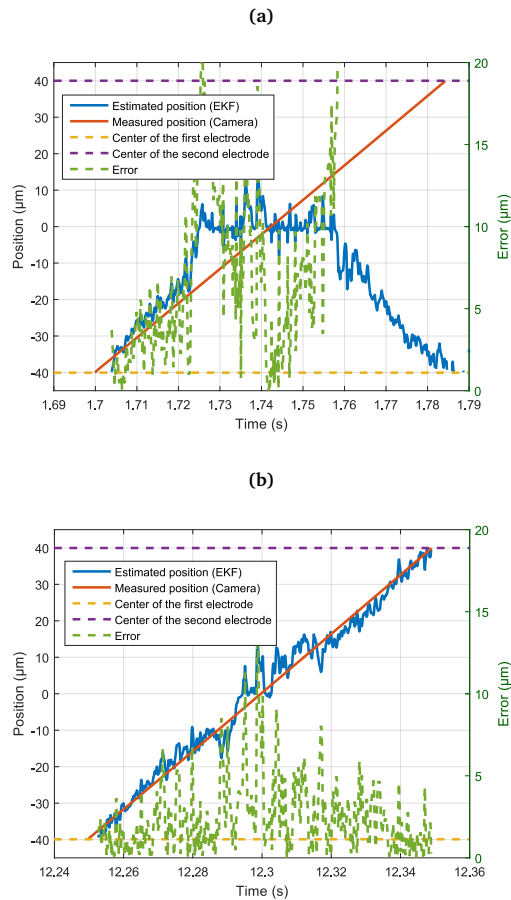 (a)
40
30
20
10
0
-10
-20
-30
-40
Position (μm)
20
15
10
5
0
Error (μm)
Estimated position (EKF)
Measured position (Camera)
Center of the first electrode
Center of the second electrode
Error
1.69 1.7 1.71 1.72 1.73 1.74 1.75 1.76 1.77 1.78 1.79
Time (s)
(b)
40
30
20
10
0
-10
-20
-30
-40
Position (μm)
20
15
10
5
0
Error (μm)
Estimated position (EKF)
Measured position (Camera)
Center of the first electrode
Center of the second electrode
Error
12.24 12.26 12.28 12.3 12.32 12.34 12.36
Time (s)